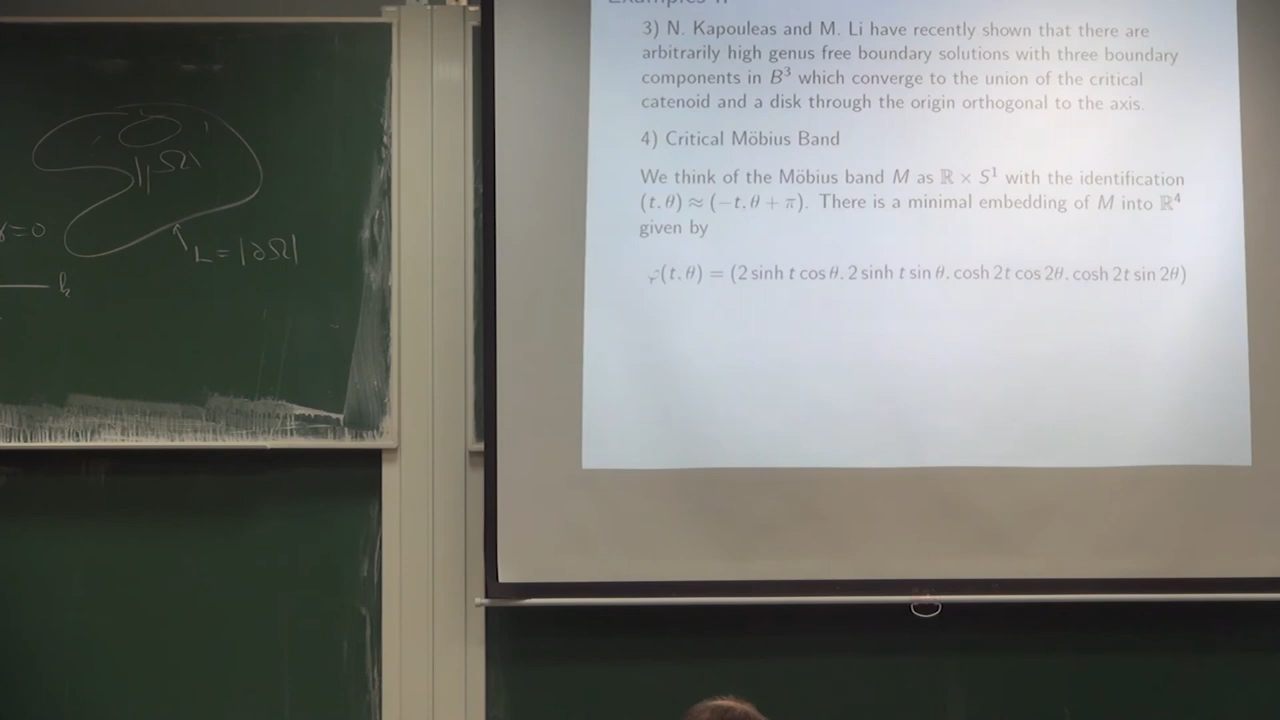 |Ω|
γ=0
L = |∂Ω|
Examples II
3) N. Kapouleas and M. Li have recently shown that there are
arbitrarily high genus free boundary solutions with three boundary
components in B³ which converge to the union of the critical
catenoid and a disk through the origin orthogonal to the axis.
4) Critical Möbius Band
We think of the Möbius band M as ℝ × S¹ with the identification
(t, θ) ≈ (−t, θ + π). There is a minimal embedding of M into ℝ⁴
given by
φ(t, θ) = (2 sinh t cos θ, 2 sinh t sin θ, cosh 2t cos 2θ, cosh 2t sin 2θ)